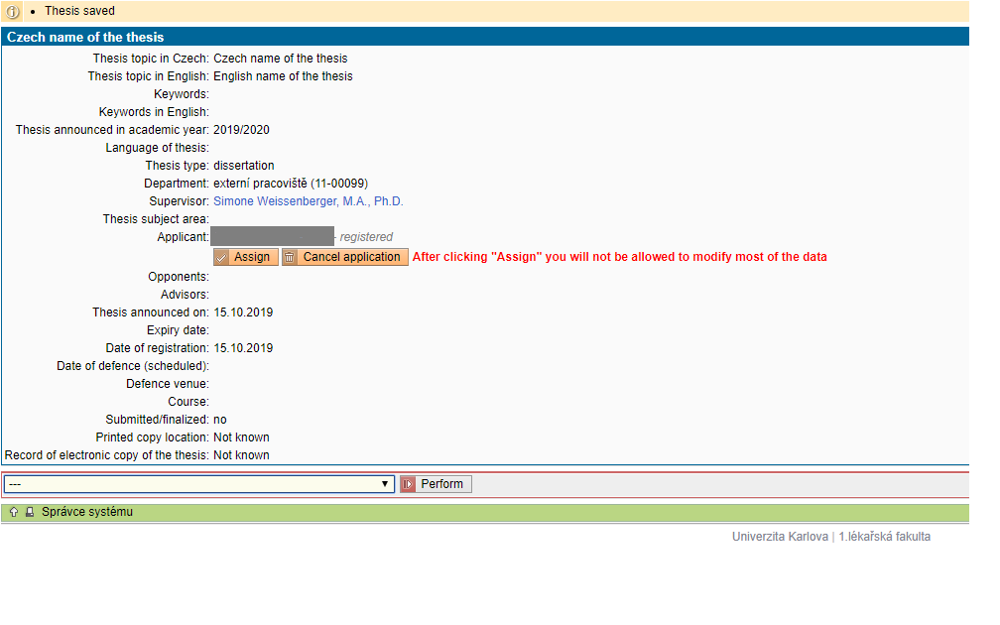 Thesis saved
Czech name of the thesis
Thesis topic in Czech: Czech name of the thesis
Thesis topic in English: English name of the thesis
Keywords:
Keywords in English:
Thesis announced in academic year: 2019/2020
Language of thesis:
Thesis type: dissertation
Department: externí pracoviště (11-00099)
Supervisor: Simone Weissenberger, M.A., Ph.D.
Thesis subject area:
Applicant: - registered
Assign Cancel application After clicking "Assign" you will not be allowed to modify most of the data
Opponents:
Advisors:
Thesis announced on: 15.10.2019
Expiry date:
Date of registration: 15.10.2019
Date of defence (scheduled):
Defence venue:
Course:
Submitted/finalized: no
Printed copy location: Not known
Record of electronic copy of the thesis: Not known
--- Perform
Správce systému
Univerzita Karlova | 1.lékařská fakulta